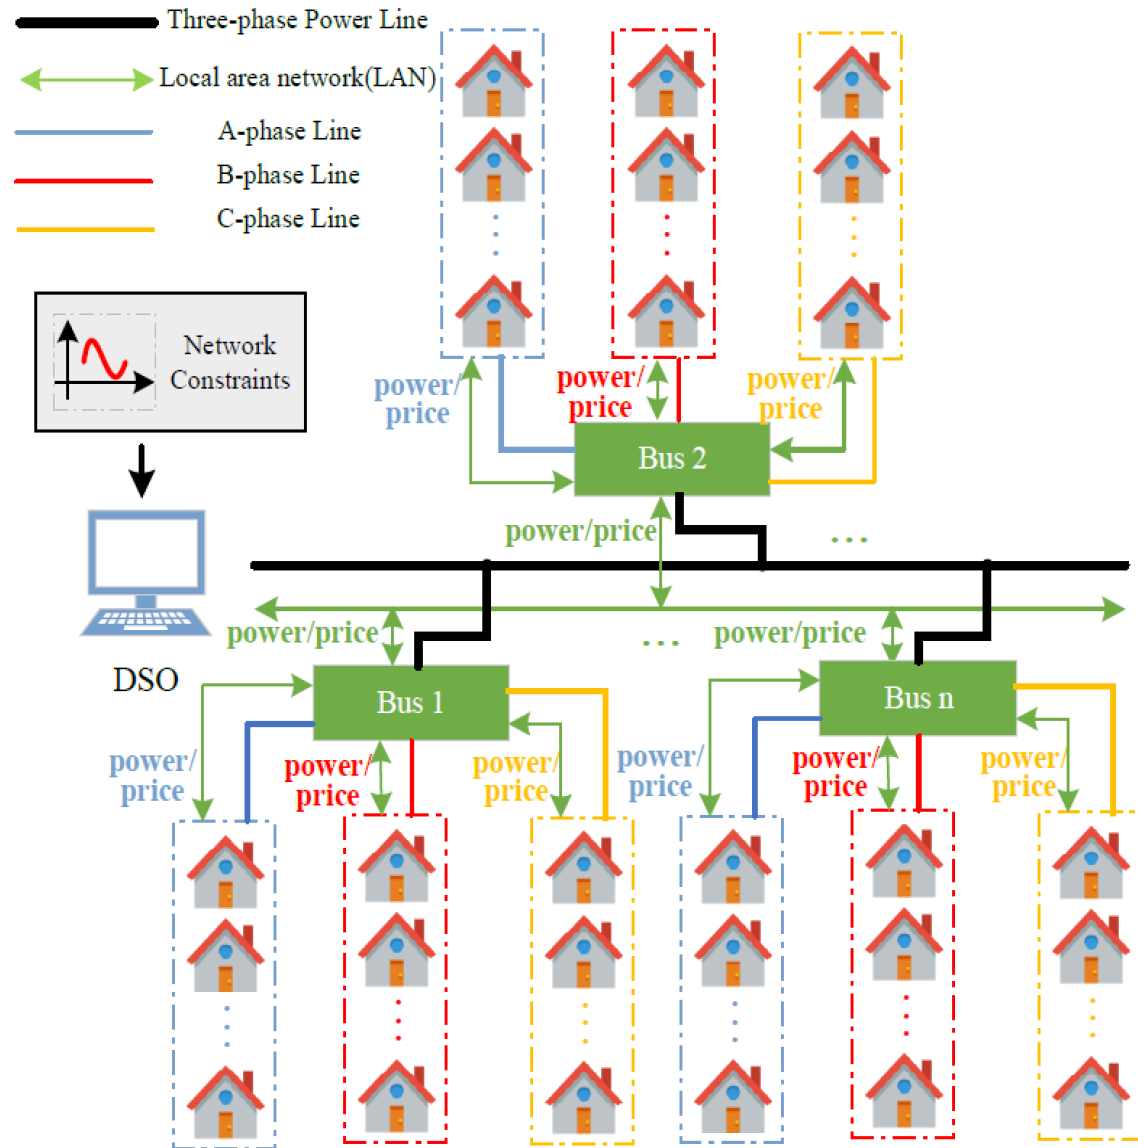 Three-phase Power Line
Local area network(LAN)
A-phase Line
B-phase Line
C-phase Line
Network
Constraints
power/
price
power/
price
power/
price
Bus 2
power/price
...
power/price
...
power/price
DSO
Bus 1
Bus n
power/
price
power/
price
power/
price
power/
price
power/
price
power/
price